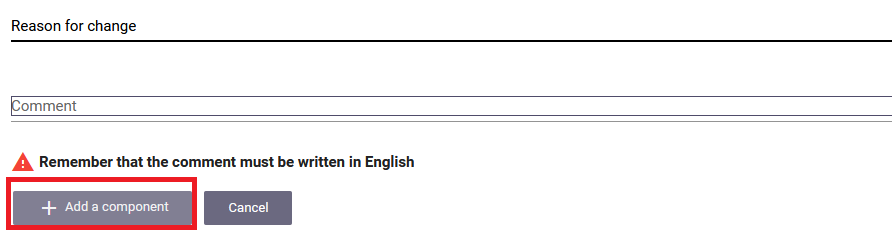 Reason for change
Comment
Remember that the comment must be written in English
Add a component
Cancel